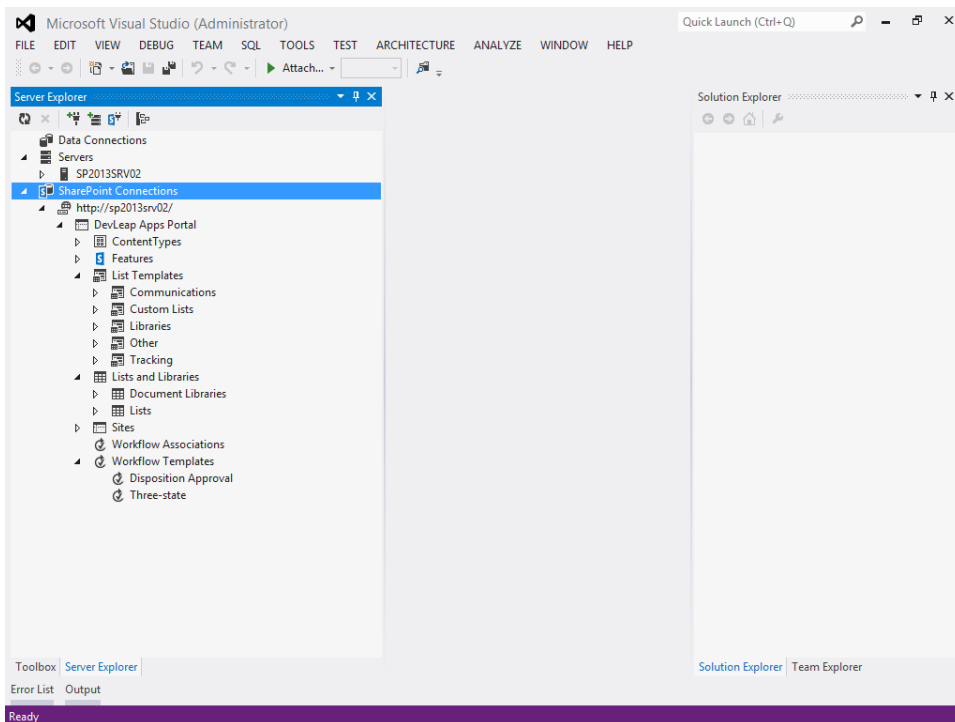 Microsoft Visual Studio (Administrator)
Quick Launch (Ctrl+Q)
FILE EDIT VIEW DEBUG TEAM SQL TOOLS TEST ARCHITECTURE ANALYZE WINDOW HELP
Attach...
Server Explorer
Data Connections
Servers
SP2013SRV02
SharePoint Connections
http://sp2013srv02/
DevLeap Apps Portal
ContentTypes
Features
List Templates
Communications
Custom Lists
Libraries
Other
Tracking
Lists and Libraries
Document Libraries
Lists
Sites
Workflow Associations
Workflow Templates
Disposition Approval
Three-state
Toolbox Server Explorer
Solution Explorer
Solution Explorer Team Explorer
Error List Output
Ready